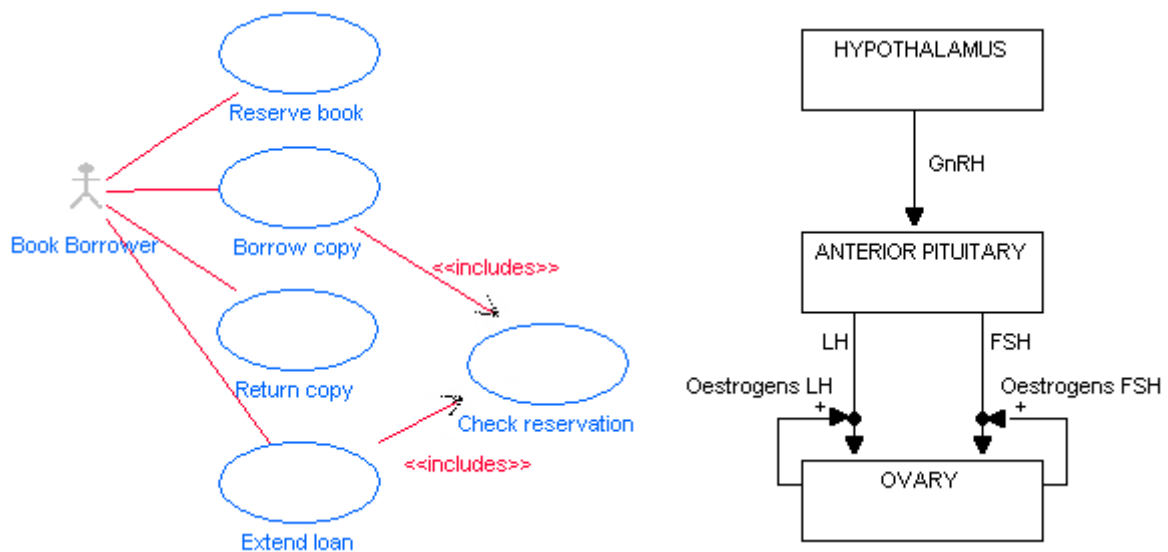 Reserve book
Book Borrower
Borrow copy
<<includes>>
Return copy
Check reservation
<<includes>>
Extend loan
HYPOTHALAMUS
GnRH
ANTERIOR PITUITARY
LH
FSH
Oestrogens LH
+
Oestrogens FSH
+
OVARY